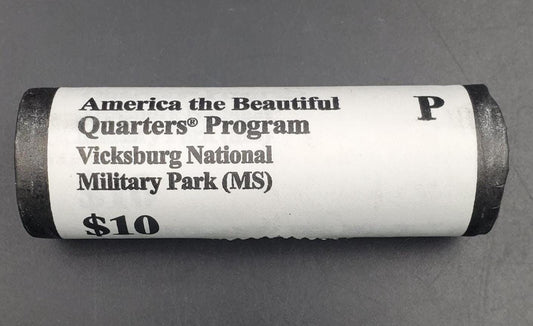 America the Beautiful
Quarters® Program
Vicksburg National
Military Park (MS)
$10
P